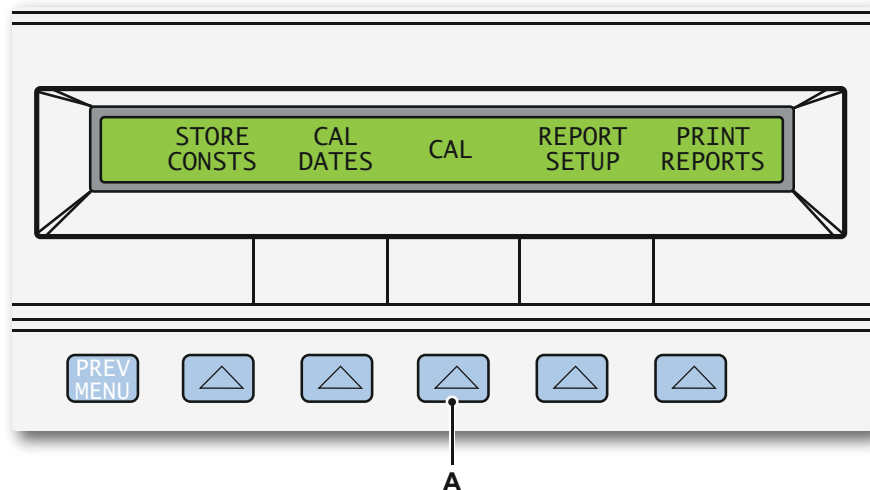 STORE CAL CAL REPORT PRINT
CONSTS DATES SETUP REPORTS
PREV
MENU
A